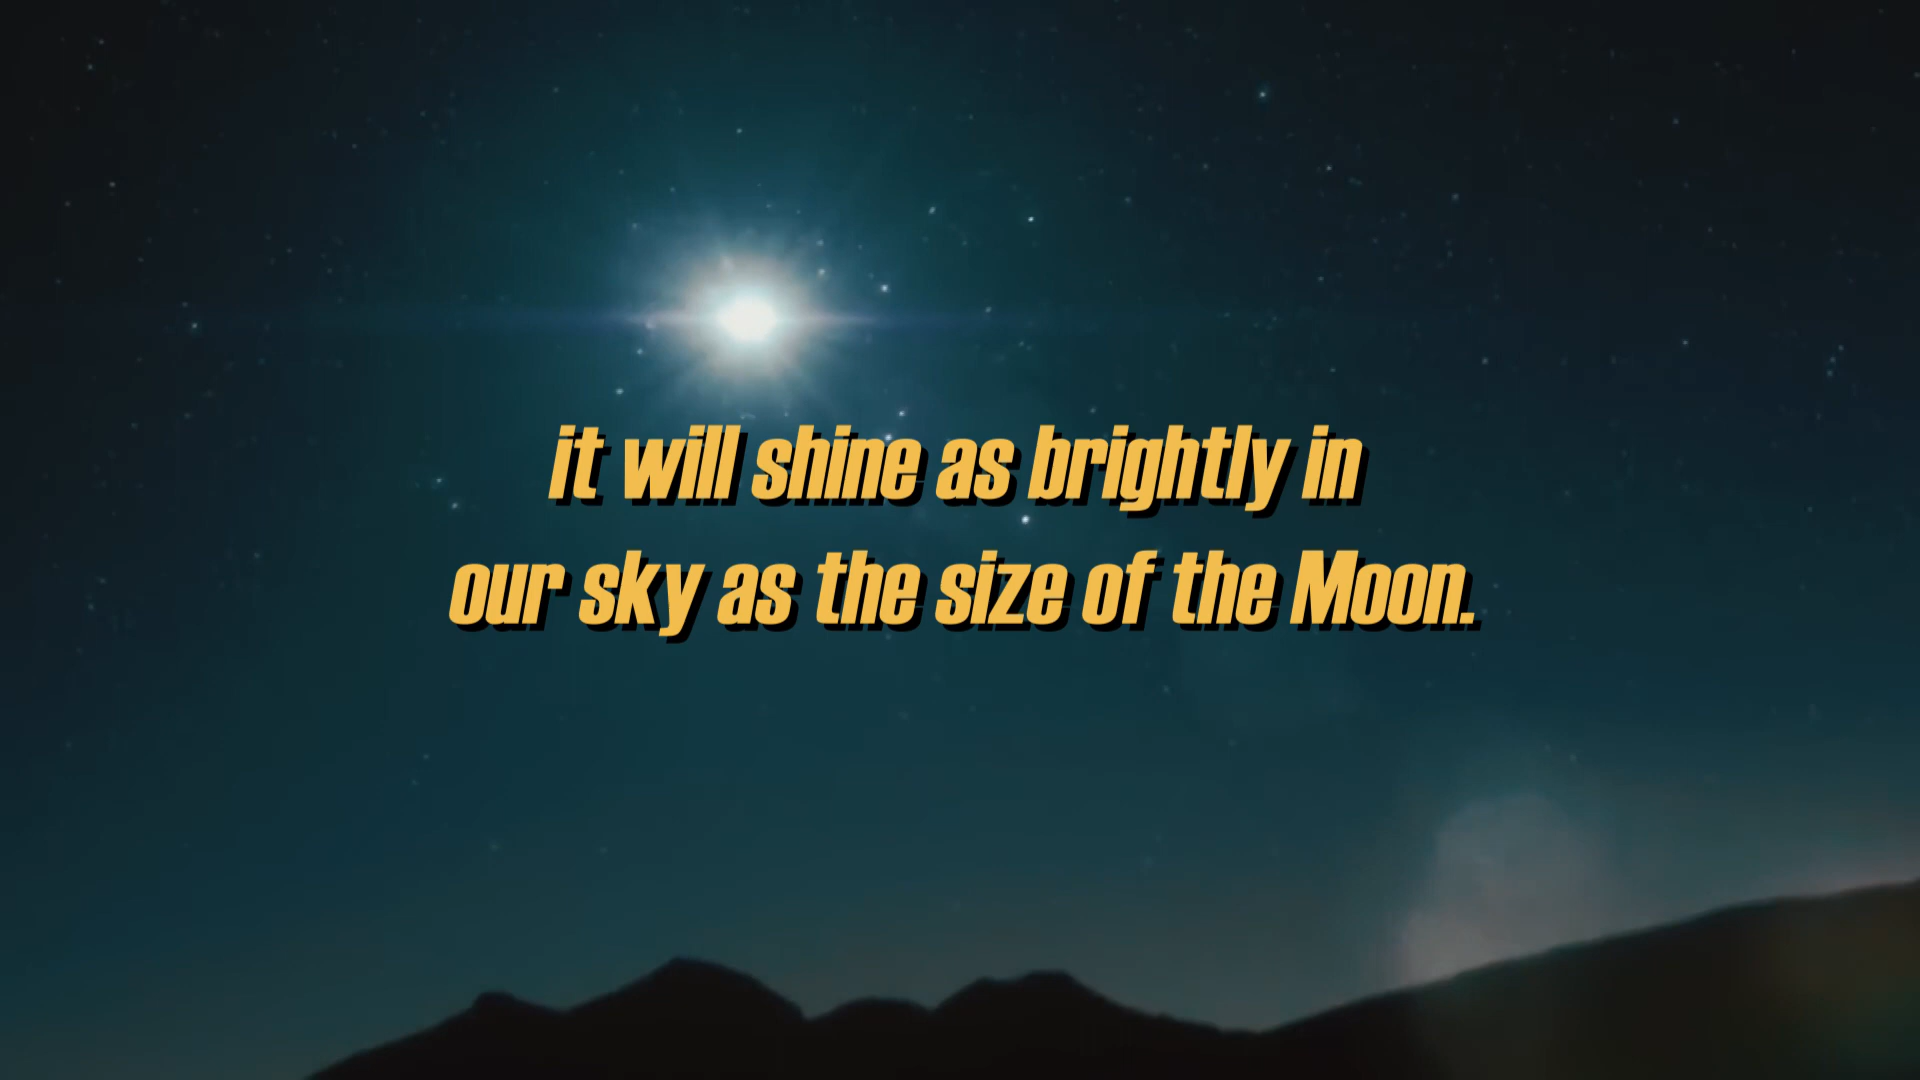 it will shine as brightly in
our sky as the size of the Moon.